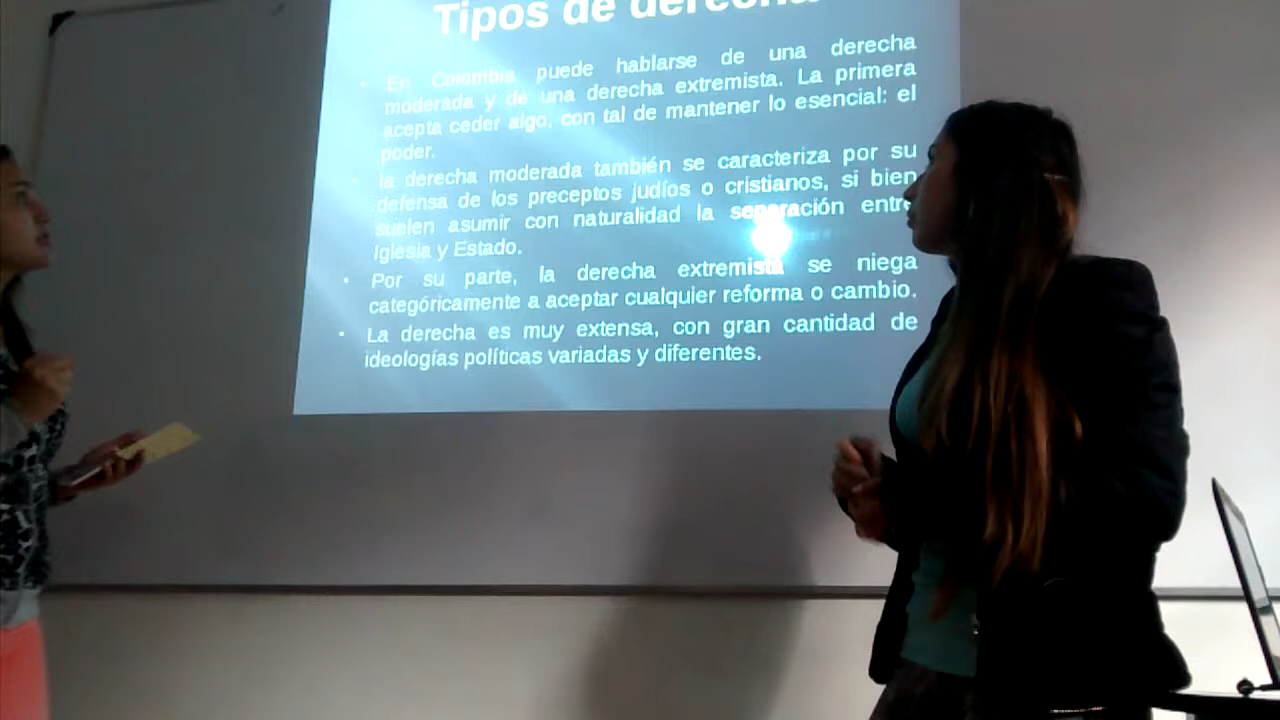 Tipos de derecha
En Colombia puede hablarse de una derecha
moderada y de una derecha extremista. La primera
acepta ceder algo, con tal de mantener lo esencial: el
poder.
la derecha moderada también se caracteriza por su
defensa de los preceptos judíos o cristianos, si bien
suelen asumir con naturalidad la separación entre
Iglesia y Estado.
Por su parte, la derecha extremista se niega
categóricamente a aceptar cualquier reforma o cambio.
La derecha es muy extensa, con gran cantidad de
ideologías políticas variadas y diferentes.